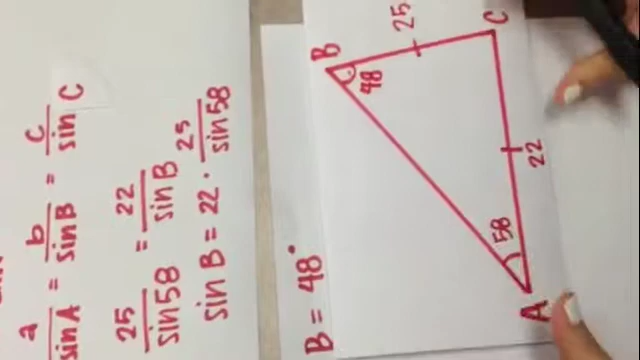 a/sin A = b/sin B = c/sin C
25/sin 58 = 22/sin B
sin B = 22 · 25/sin 58
B = 48°
B
48
25
C
22
58
A